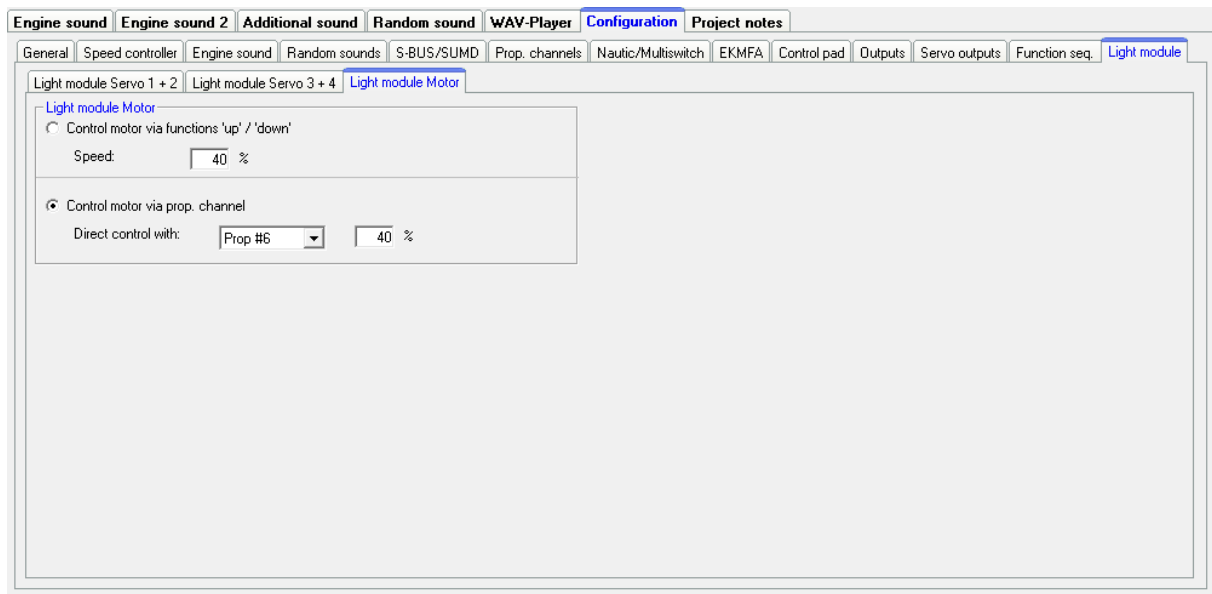 Engine sound Engine sound 2 Additional sound Random sound WAV-Player Configuration Project notes
General Speed controller Engine sound Random sounds S-BUS/SUMD Prop. channels Nautic/Multiswitch EKMFA Control pad Outputs Servo outputs Function seq. Light module
Light module Servo 1 + 2 Light module Servo 3 + 4 Light module Motor
Light module Motor
Control motor via functions 'up' / 'down'
Speed: 40 %
Control motor via prop. channel
Direct control with: Prop #6 40 %